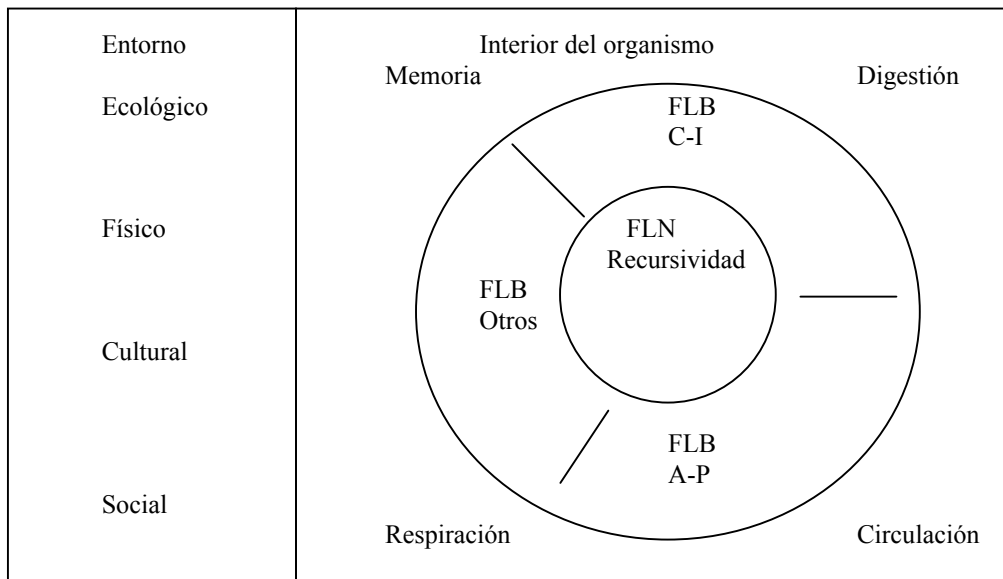 Entorno
Ecológico
Físico
Cultural
Social
Interior del organismo
Memoria
Digestión
FLB
C-I
FLN
Recursividad
FLB
Otros
FLB
A-P
Respiración
Circulación